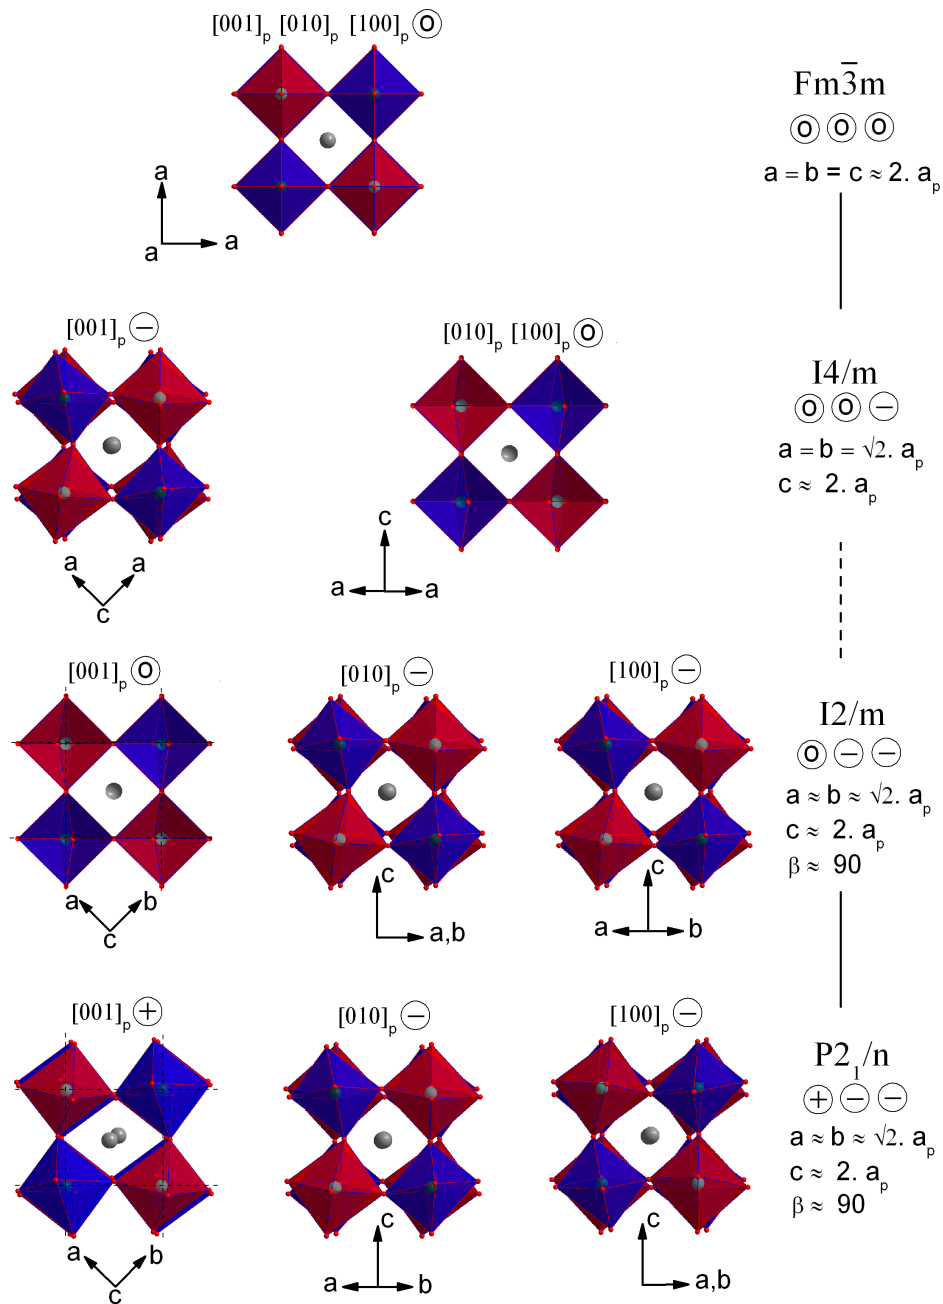 [001]p [010]p [100]p O
a
a
a
Fm3̅m
O O O
a = b = c ≈ 2. ap
[001]p −
a
a
c
[010]p [100]p O
c
a
a
I4/m
O O −
a = b = √2. ap
c ≈ 2. ap
[001]p O
a
b
c
[010]p −
c
a,b
[100]p −
c
a
b
I2/m
O − −
a ≈ b ≈ √2. ap
c ≈ 2. ap
β ≈ 90
[001]p +
a
b
c
[010]p −
c
a
b
[100]p −
c
a,b
P2₁/n
+ − −
a ≈ b ≈ √2. ap
c ≈ 2. ap
β ≈ 90